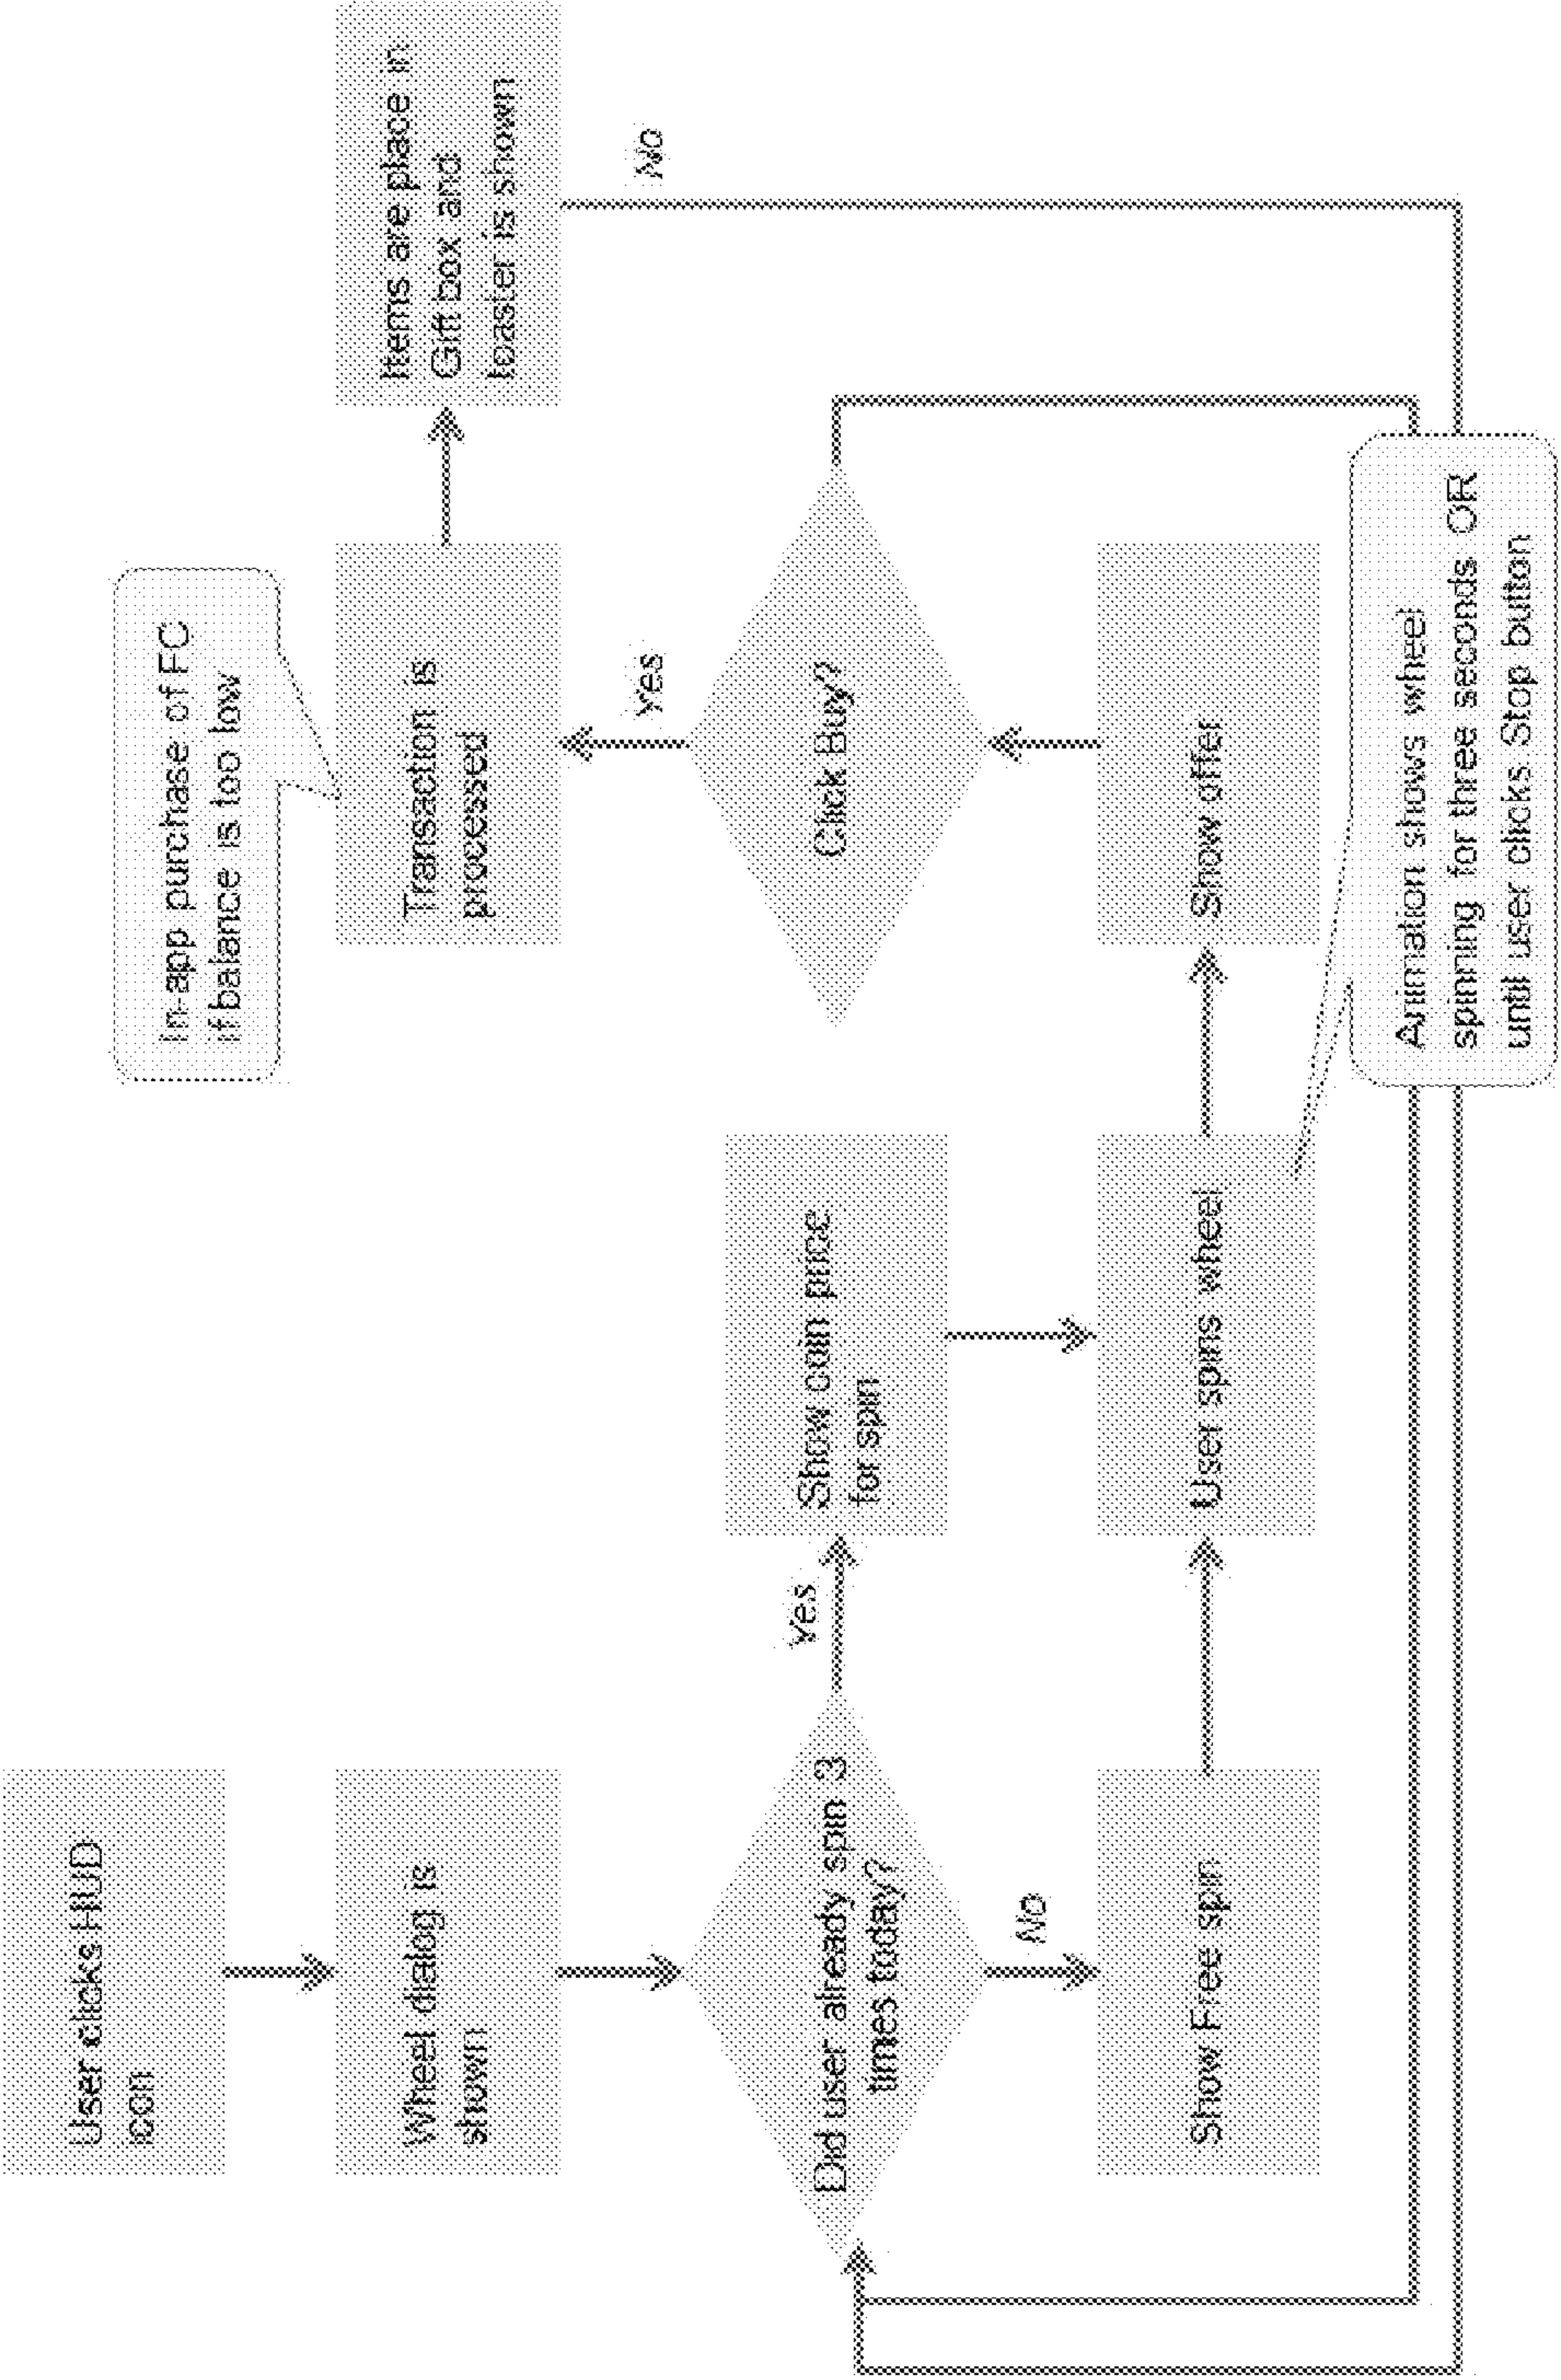 User clicks HUD
icon
Wheel dialog is
shown
Did user already spin 3
times today?
No
Show Free spin
Yes
Show coin price
for spin
User spins wheel
Animation shows wheel
spinning for three seconds OR
until user clicks Stop button
Show offer
Click Buy?
yes
Transaction is
processed
In-app purchase of FC
if balance is too low
Items are place in
Gift box and
toaster is shown
No